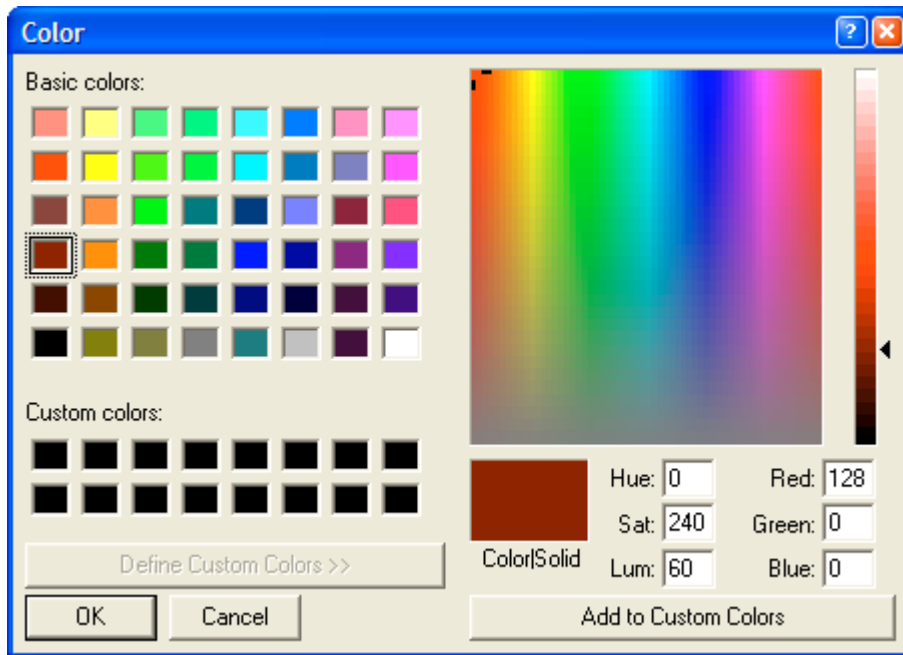 Color
Basic colors:
Custom colors:
Define Custom Colors >>
OK Cancel
Color|Solid
Hue: 0 Red: 128
Sat: 240 Green: 0
Lum: 60 Blue: 0
Add to Custom Colors